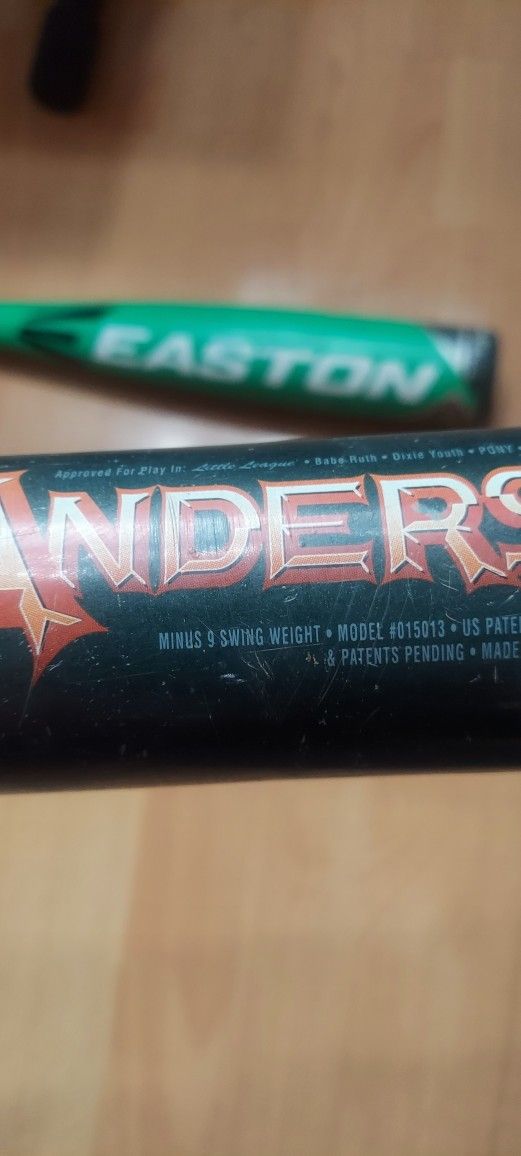 EASTON
Approved For Play In: Little League • Babe Ruth • Dixie Youth • PONY
ANDERS
MINUS 9 SWING WEIGHT • MODEL #015013 • US PATE
& PATENTS PENDING • MADE